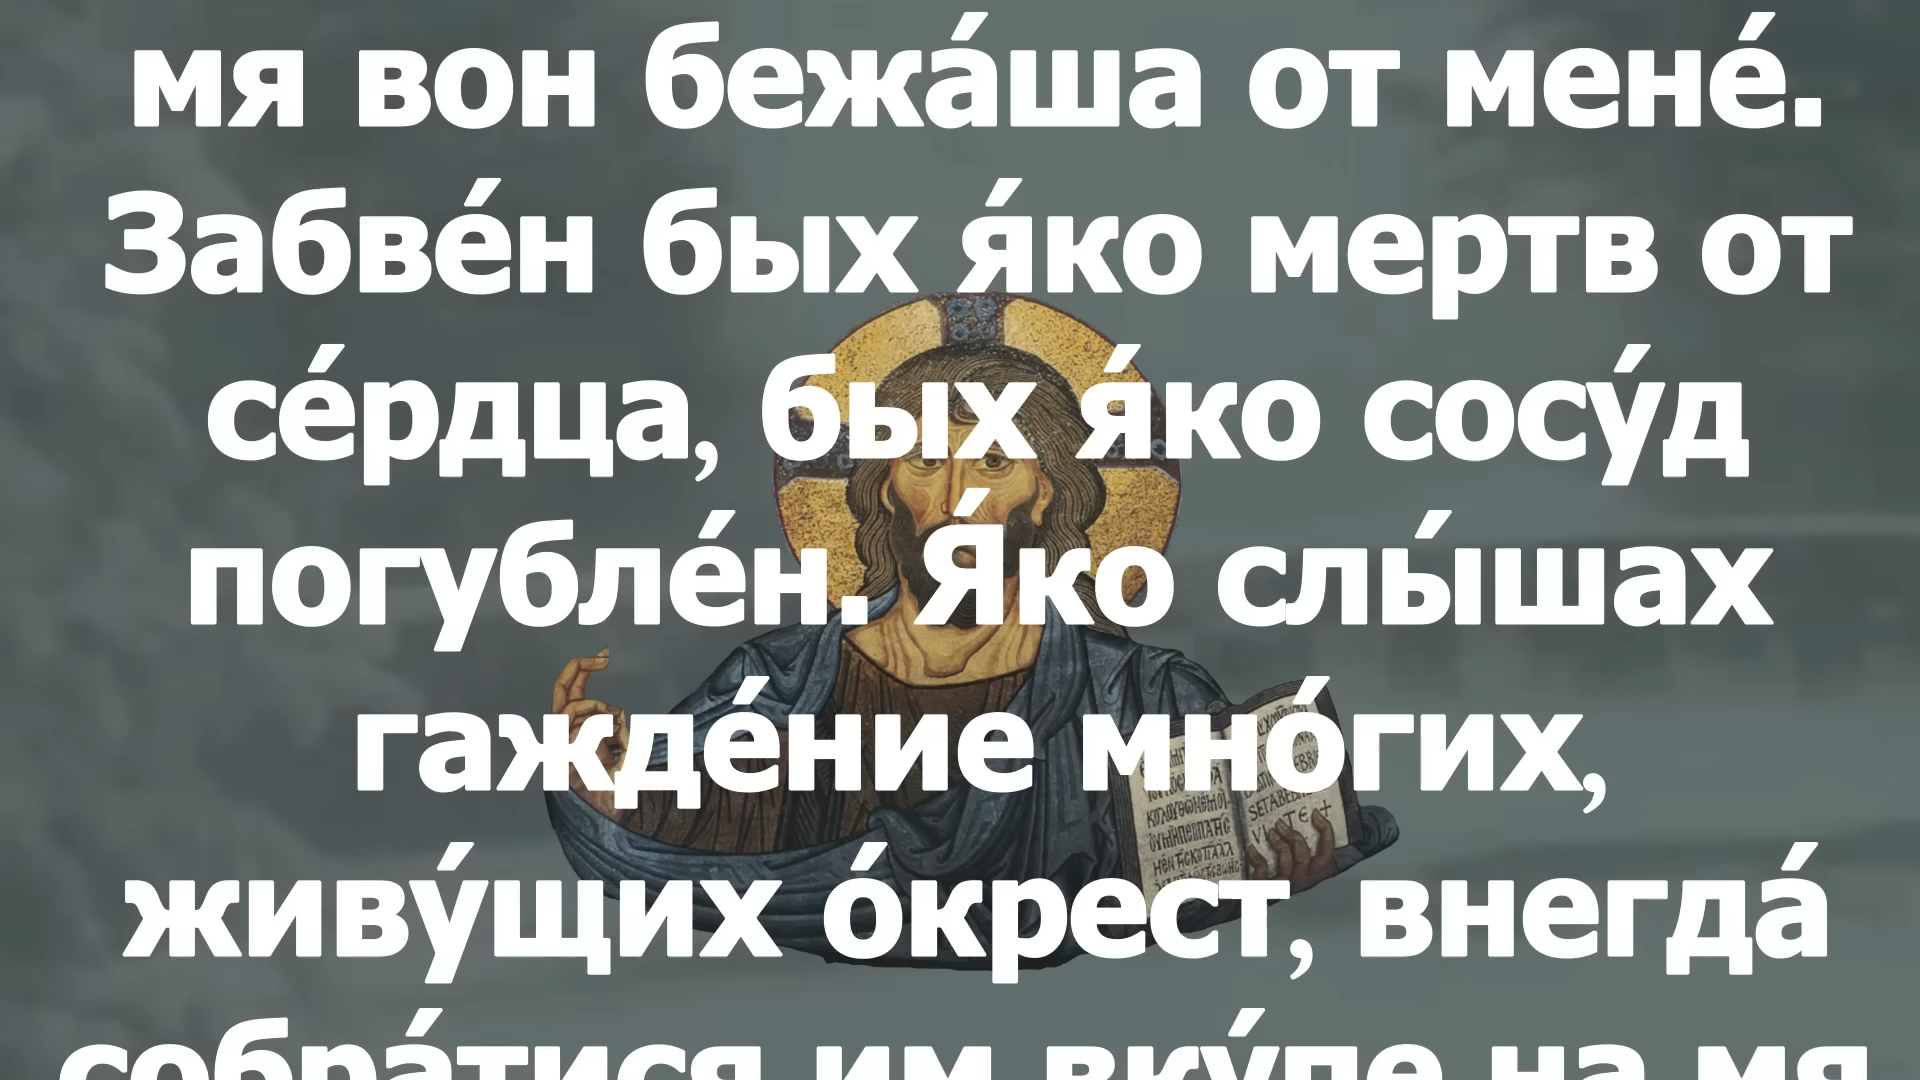 мя вон бежа́ша от мене́.
Забве́н бых я́ко мертв от
се́рдца, бых я́ко сосу́д
погубле́н. Я́ко слы́шах
гажде́ние мно́гих,
живу́щих о́крест, внегда́
собра́тися им вку́пе на мя